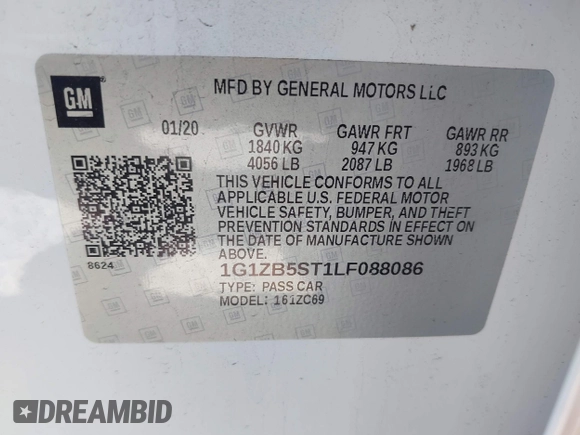 GM
MFD BY GENERAL MOTORS LLC
01/20 GVWR GAWR FRT GAWR RR
1840 KG 947 KG 893 KG
4056 LB 2087 LB 1968 LB
THIS VEHICLE CONFORMS TO ALL
APPLICABLE U.S. FEDERAL MOTOR
VEHICLE SAFETY, BUMPER, AND THEFT
PREVENTION STANDARDS IN EFFECT ON
THE DATE OF MANUFACTURE SHOWN
ABOVE.
8624
1G1ZB5ST1LF088086
TYPE: PASS CAR
MODEL: 161ZC69
DREAMBID